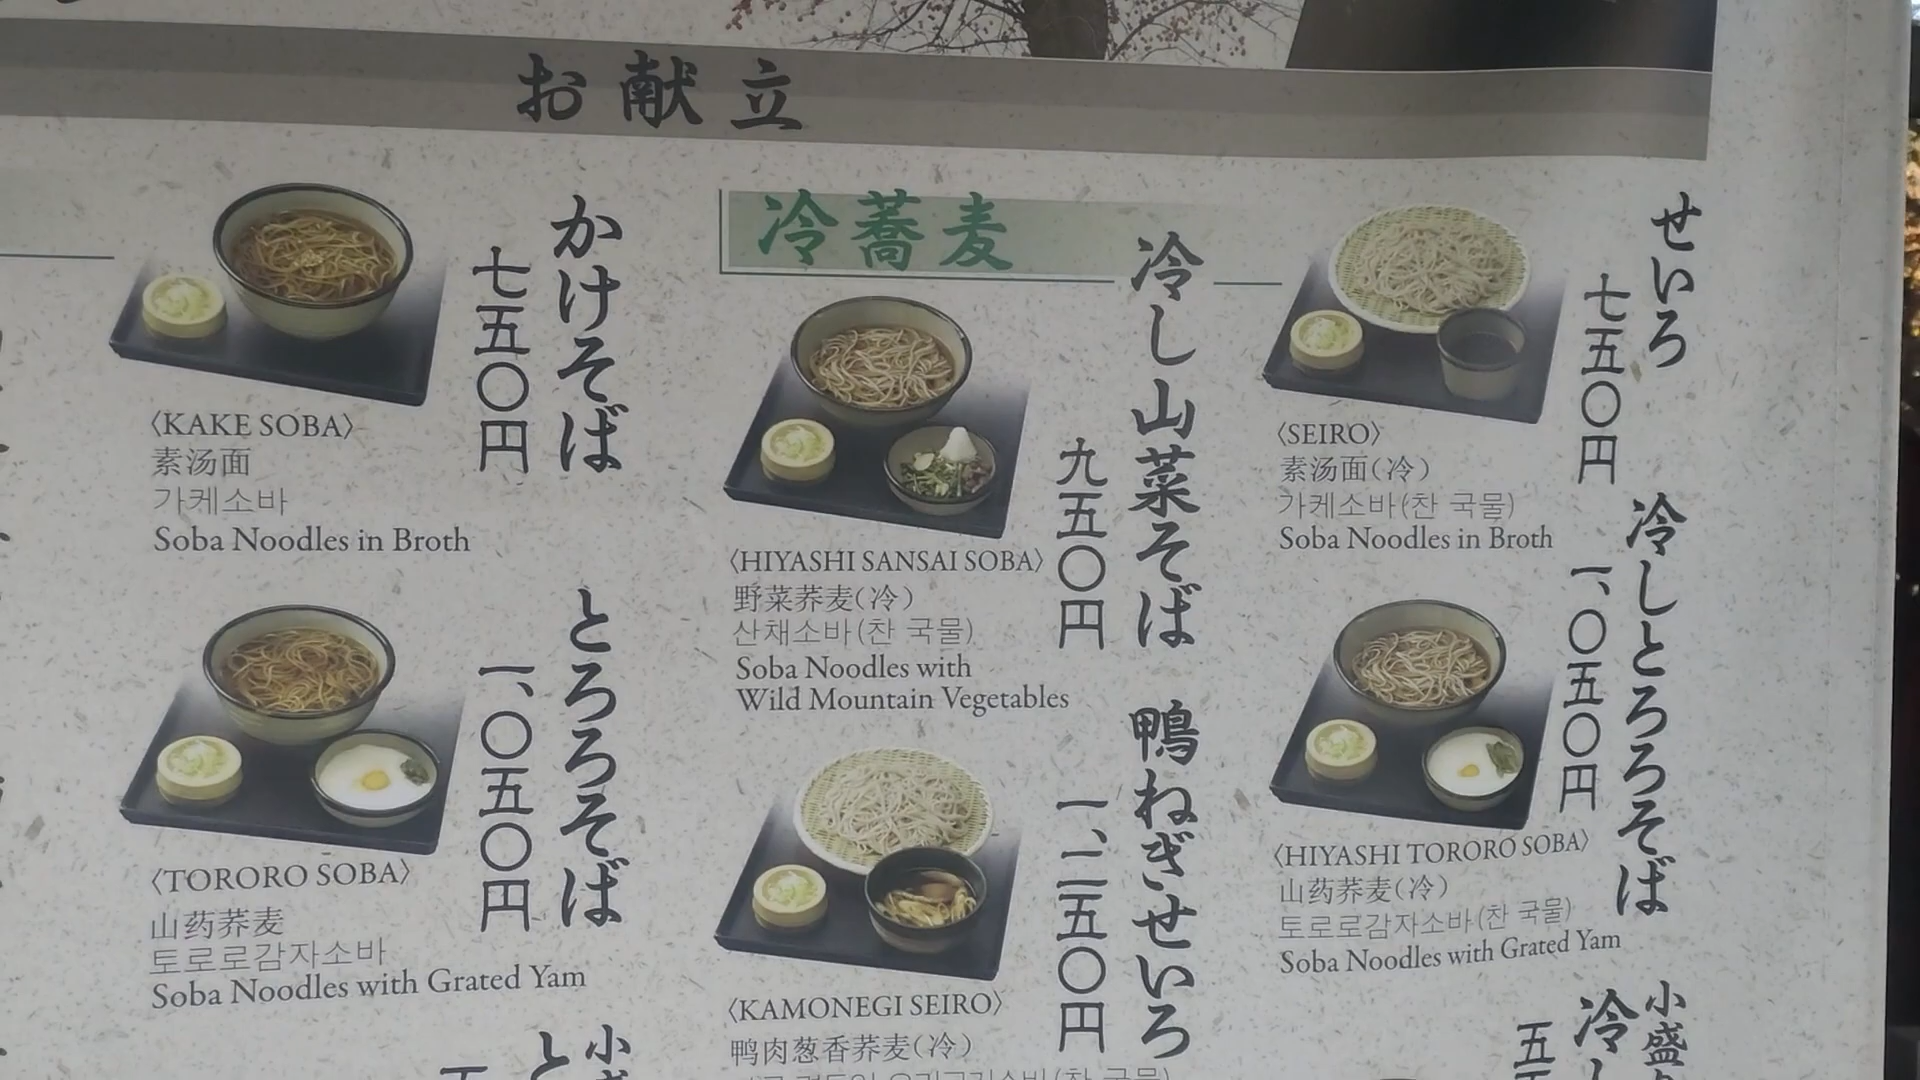 お献立
かけそば
七五〇円
〈KAKE SOBA〉
素汤面
가케소바
Soba Noodles in Broth
とろろそば
一、〇五〇円
〈TORORO SOBA〉
山药荞麦
토로로감자소바
Soba Noodles with Grated Yam
冷蕎麦
せいろ
七五〇円
〈SEIRO〉
素汤面(冷)
가케소바(찬 국물)
Soba Noodles in Broth
冷しとろろそば
一、〇五〇円
〈HIYASHI TORORO SOBA〉
山药荞麦(冷)
토로로감자소바(찬 국물)
Soba Noodles with Grated Yam
冷し山菜そば
九五〇円
〈HIYASHI SANSAI SOBA〉
野菜荞麦(冷)
산채소바(찬 국물)
Soba Noodles with
Wild Mountain Vegetables
鴨ねぎせいろ
一、二五〇円
〈KAMONEGI SEIRO〉
鸭肉葱香荞麦(冷)
小盛
冷し